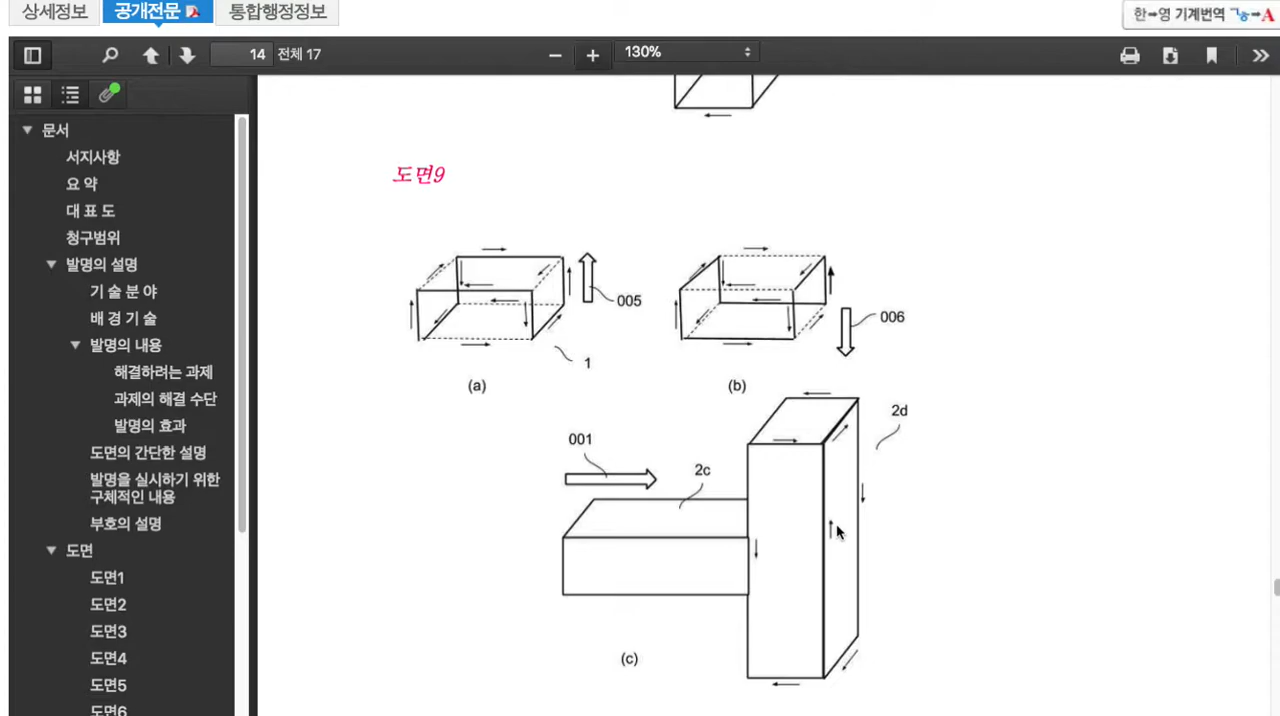 상세정보
공개전문
통합행정정보
한➡영 기계번역
14 전체 17
130%
문서
서지사항
요 약
대 표 도
청구범위
발명의 설명
기 술 분 야
배 경 기 술
발명의 내용
해결하려는 과제
과제의 해결 수단
발명의 효과
도면의 간단한 설명
발명을 실시하기 위한
구체적인 내용
부호의 설명
도면
도면1
도면2
도면3
도면4
도면5
도면6
도면9
005
1
(a)
006
(b)
001
2c
2d
(c)